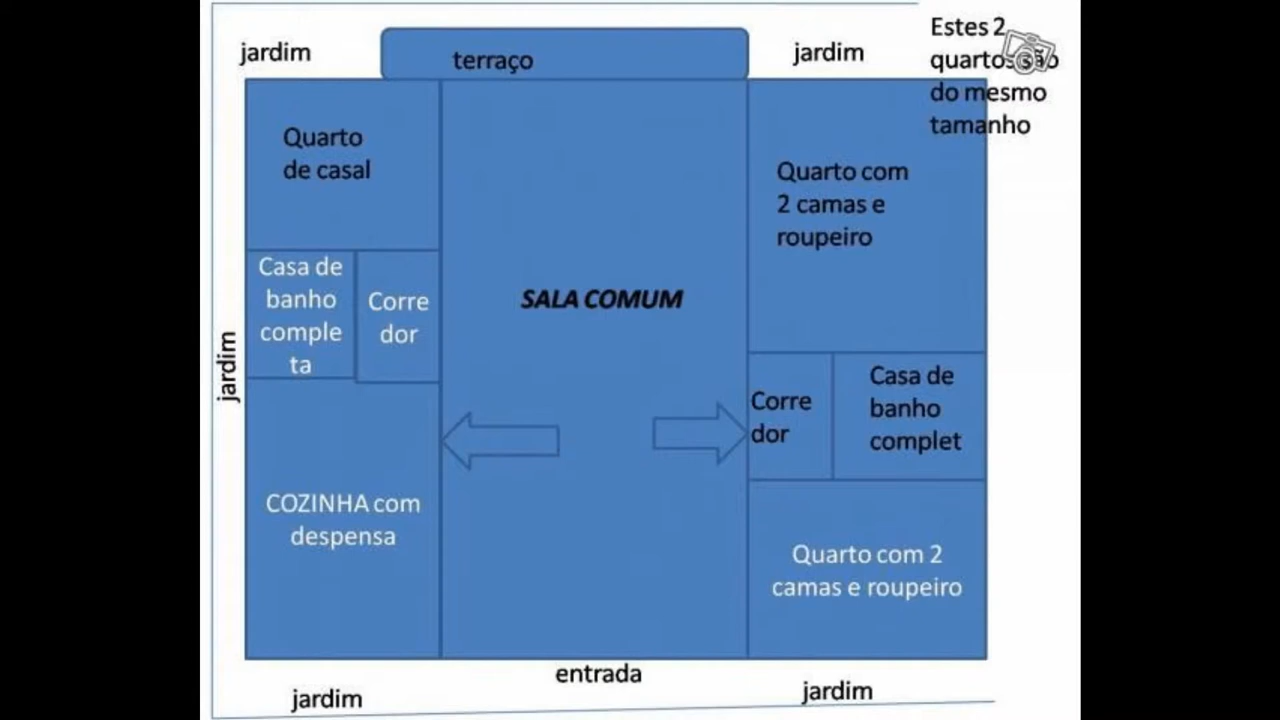 jardim
terraço
jardim
Estes 2
quartos são
do mesmo
tamanho
Quarto
de casal
Quarto com
2 camas e
roupeiro
Casa de
banho
comple
ta
Corre
dor
SALA COMUM
jardim
Corre
dor
Casa de
banho
complet
COZINHA com
despensa
Quarto com 2
camas e roupeiro
entrada
jardim
jardim